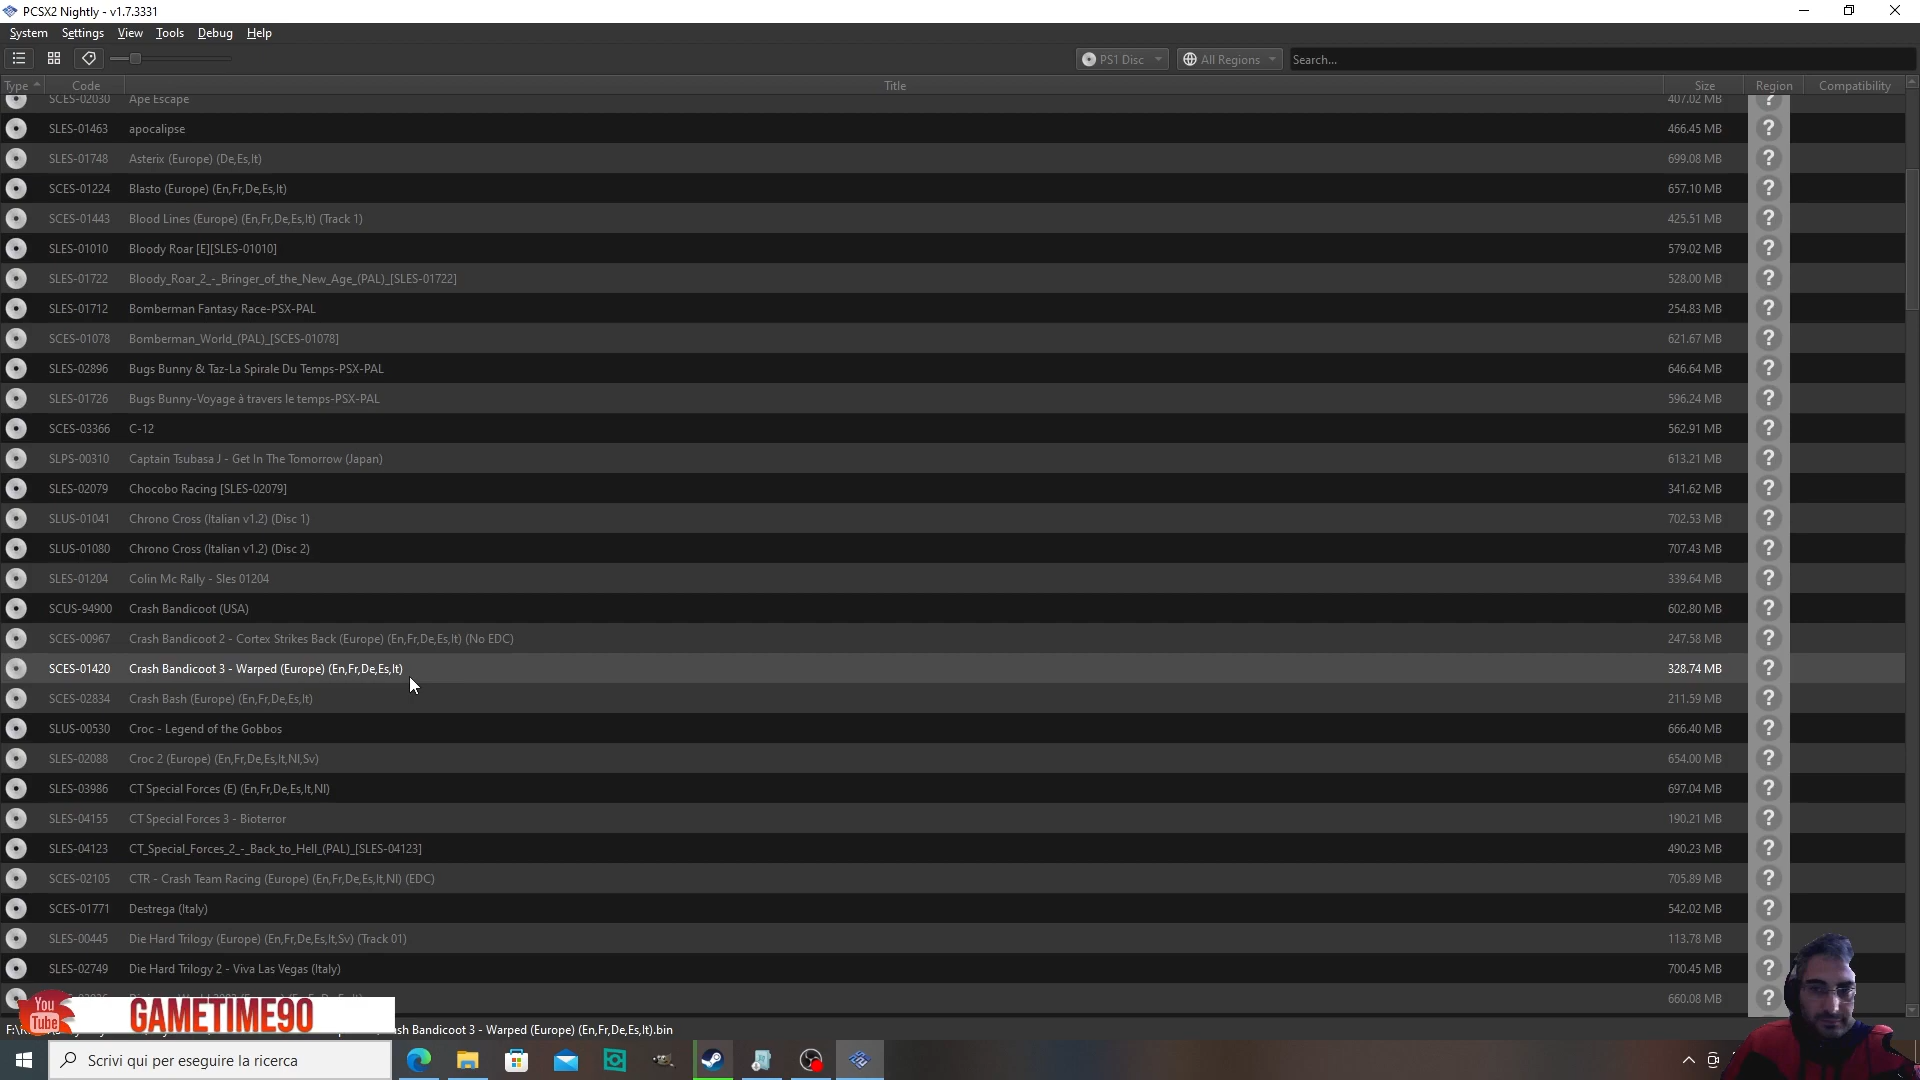 PCSX2 Nightly - v1.7.3331
System Settings View Tools Debug Help
PS1 Disc All Regions Search...
Type Code Title Size Region Compatibility
SCES-02030 Ape Escape 407.02 MB ?
SLES-01463 apocalipse 466.45 MB ?
SLES-01748 Asterix (Europe) (De,Es,It) 699.08 MB ?
SCES-01224 Blasto (Europe) (En,Fr,De,Es,It) 657.10 MB ?
SCES-01443 Blood Lines (Europe) (En,Fr,De,Es,It) (Track 1) 425.51 MB ?
SLES-01010 Bloody Roar [E][SLES-01010] 579.02 MB ?
SLES-01722 Bloody_Roar_2_-_Bringer_of_the_New_Age_(PAL)_[SLES-01722] 528.00 MB ?
SLES-01712 Bomberman Fantasy Race-PSX-PAL 254.83 MB ?
SCES-01078 Bomberman_World_(PAL)_[SCES-01078] 621.67 MB ?
SLES-02896 Bugs Bunny & Taz-La Spirale Du Temps-PSX-PAL 646.64 MB ?
SLES-01726 Bugs Bunny-Voyage à travers le temps-PSX-PAL 596.24 MB ?
SCES-03366 C-12 562.91 MB ?
SLPS-00310 Captain Tsubasa J - Get In The Tomorrow (Japan) 613.21 MB ?
SLES-02079 Chocobo Racing [SLES-02079] 341.62 MB ?
SLUS-01041 Chrono Cross (Italian v1.2) (Disc 1) 702.53 MB ?
SLUS-01080 Chrono Cross (Italian v1.2) (Disc 2) 707.43 MB ?
SLES-01204 Colin Mc Rally - Sles 01204 339.64 MB ?
SCUS-94900 Crash Bandicoot (USA) 602.80 MB ?
SCES-00967 Crash Bandicoot 2 - Cortex Strikes Back (Europe) (En,Fr,De,Es,It) (No EDC) 247.58 MB ?
SCES-01420 Crash Bandicoot 3 - Warped (Europe) (En,Fr,De,Es,It) 328.74 MB ?
SCES-02834 Crash Bash (Europe) (En,Fr,De,Es,It) 211.59 MB ?
SLUS-00530 Croc - Legend of the Gobbos 666.40 MB ?
SLES-02088 Croc 2 (Europe) (En,Fr,De,Es,It,Nl,Sv) 654.00 MB ?
SLES-03986 CT Special Forces (E) (En,Fr,De,Es,It,Nl) 697.04 MB ?
SLES-04155 CT Special Forces 3 - Bioterror 190.21 MB ?
SLES-04123 CT_Special_Forces_2_-_Back_to_Hell_(PAL)_[SLES-04123] 490.23 MB ?
SCES-02105 CTR - Crash Team Racing (Europe) (En,Fr,De,Es,It,Nl) (EDC) 705.89 MB ?
SCES-01771 Destrega (Italy) 542.02 MB ?
SLES-00445 Die Hard Trilogy (Europe) (En,Fr,De,Es,It,Sv) (Track 01) 113.78 MB ?
SLES-02749 Die Hard Trilogy 2 - Viva Las Vegas (Italy) 700.45 MB ?
660.08 MB ?
You Tube GAMETIME90
F:\ ash Bandicoot 3 - Warped (Europe) (En,Fr,De,Es,It).bin
Scrivi qui per eseguire la ricerca